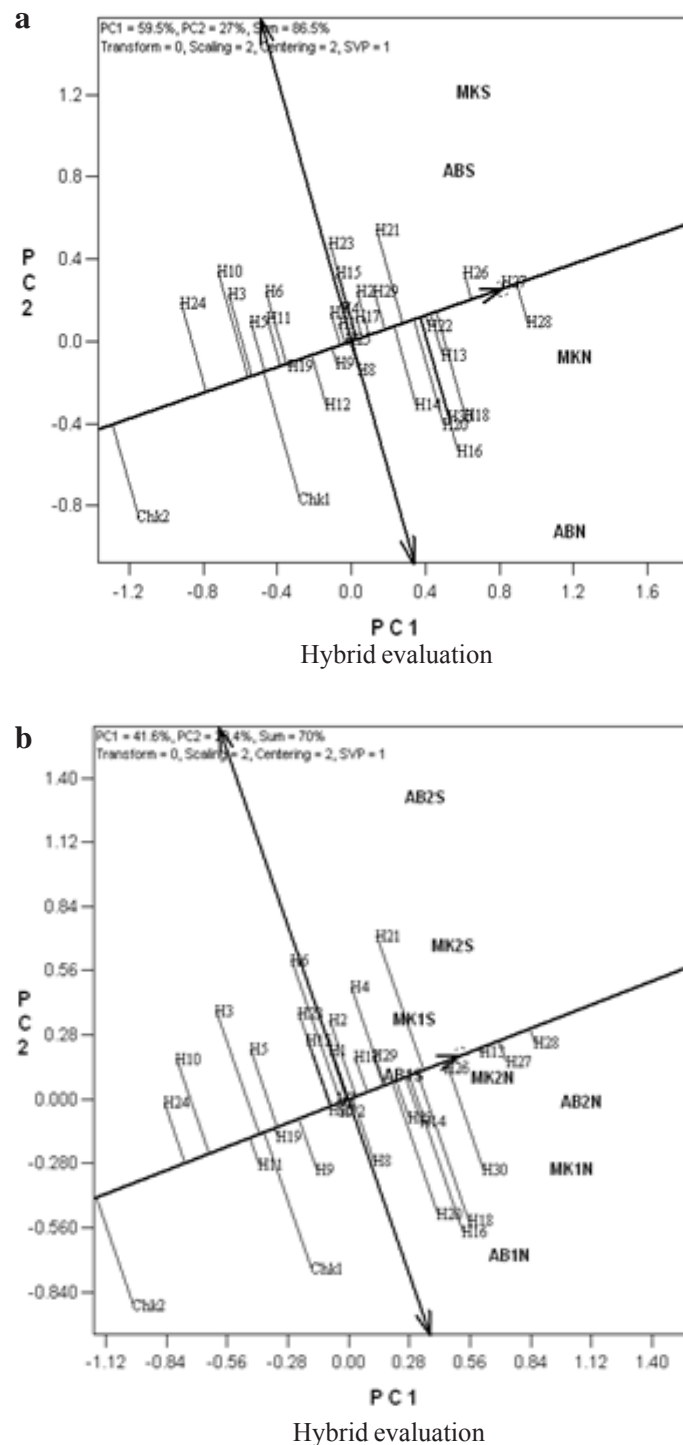 a
PC1 = 59.5%, PC2 = 27%, Sum = 86.5%
Transform = 0, Scaling = 2, Centering = 2, SVP = 1
MKS
1.2
ABS
0.8
H21
H23
P C 2
0.4
H10
H15
H26
H27
H3
H6
H2
H29
H24
H5
H11
H17
H22
H28
0.0
H13
MKN
H19
H9
H8
H12
H14
H18
-0.4
H20
H16
Chk1
-0.8
Chk2
ABN
-1.2
-0.8
-0.4
0.0
0.4
0.8
1.2
1.6
P C 1
Hybrid evaluation
b
PC1 = 41.6%, Sum = 70%
Transform = 0, Scaling = 2, Centering = 2, SVP = 1
1.40
AB2S
1.12
0.84
H21
MK2S
0.56
H4
H3
MK1S
P C 2
0.28
H2
H5
H28
H13
H10
H29
H27
H26
AB1S
MK2N
H24
AB2N
0.00
H14
H19
H11
H9
H8
-0.280
H30
MK1N
H18
-0.560
H16
AB1N
Chk1
-0.840
Chk2
-1.12
-0.84
-0.56
-0.28
0.00
0.28
0.56
0.84
1.12
1.40
P C 1
Hybrid evaluation